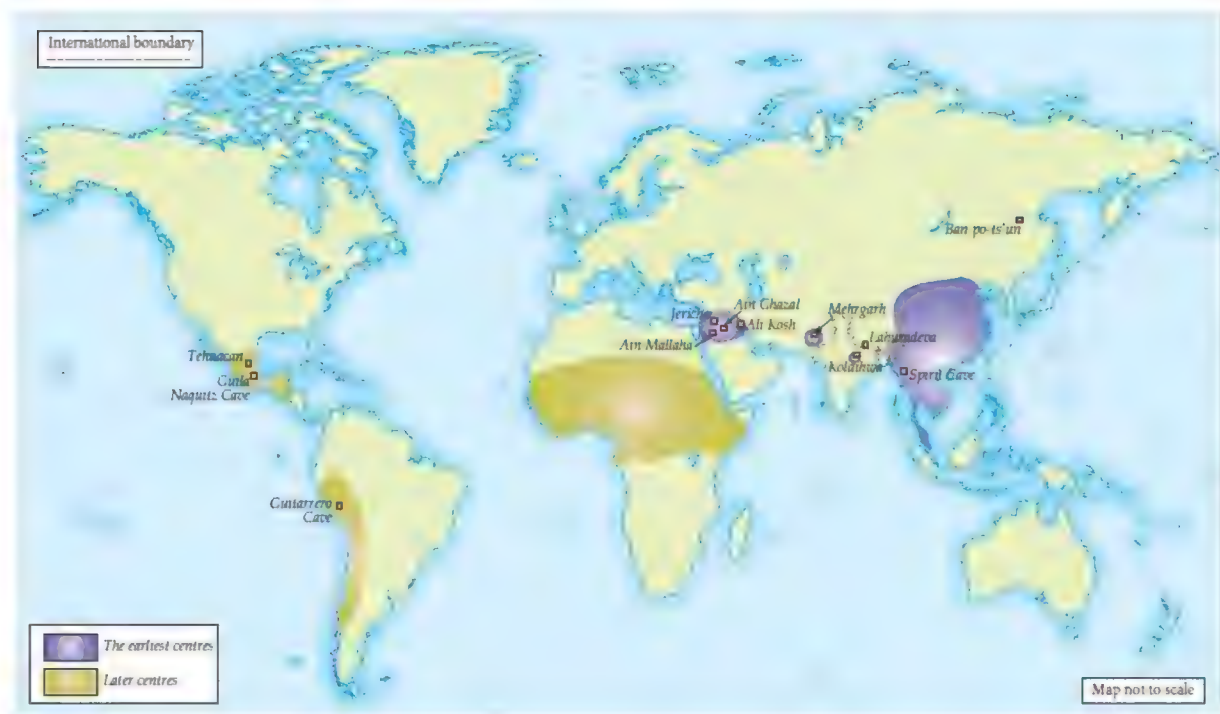 International boundary
Ban po-ts'un
Jericho
Ain Ghazal
Ali Kosh
Mehrgarh
Ain Mallaha
Lahuradeva
Koldihwa
Spirit Cave
Tehuacan
Cuila
Naquitz Cave
Guitarrero
Cave
The earliest centres
Later centres
Map not to scale
?